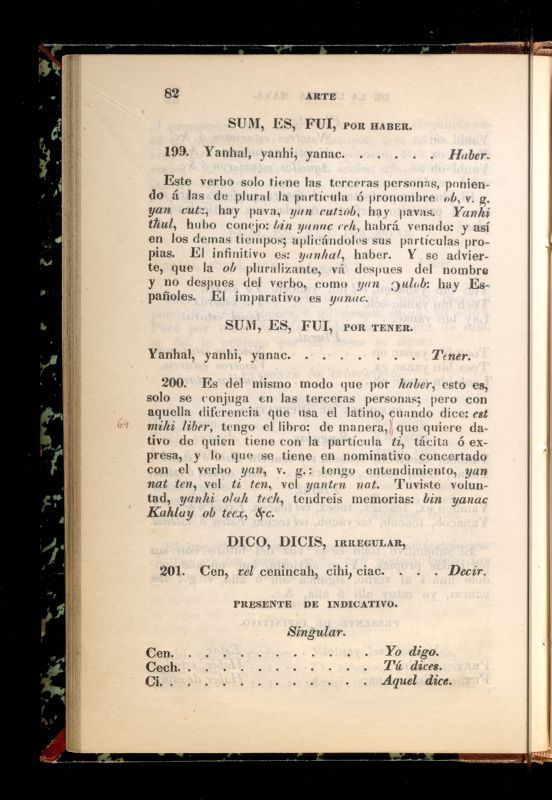 82 ARTE
SUM, ES, FUI, POR HABER.
199. Yanhal, yanhi, yanac. . . . . . . Haber.
Este verbo solo tiene las terceras personas, ponien-
do á las de plural la partícula ó pronombre ob, v. g.
yan cutz, hay pava, yan cutzob, hay pavas. Yanhi
tħul, hubo conejo: bin yanac ceh, habrá venado: y así
en los demas tiempos; aplicándoles sus partículas pro-
pias. El infinitivo es: yanhal, haber. Y se advier-
te, que la ob pluralizante, vá despues del nombre
y no despues del verbo, como yan ɔulob: hay Es-
pañoles. El imparativo es yanac.
SUM, ES, FUI, POR TENER.
Yanhal, yanhi, yanac. . . . . . . . Tener.
200. Es del mismo modo que por haber, esto es,
solo se conjuga en las terceras personas; pero con
aquella diferencia que usa el latino, cuando dice: est
mihi liber, tengo el libro: de manera, que quiere da-
64
tivo de quien tiene con la partícula ti, tácita ó ex-
presa, y lo que se tiene en nominativo concertado
con el verbo yan, v. g.: tengo entendimiento, yan
nat ten, vel ti ten, vel yanten nat. Tuviste volun-
tad, yanhi olah tech, tendreis memorias: bin yanac
Kahlay ob teex, &c.
DICO, DICIS, IRREGULAR,
201. Cen, vel cenincah, cihi, ciac. . . . Decir.
PRESENTE DE INDICATIVO.
Singular.
Cen. . . . . . . . . . . . . . Yo digo.
Cech. . . . . . . . . . . . . . Tú dices.
Ci. . . . . . . . . . . . . . . Aquel dice.